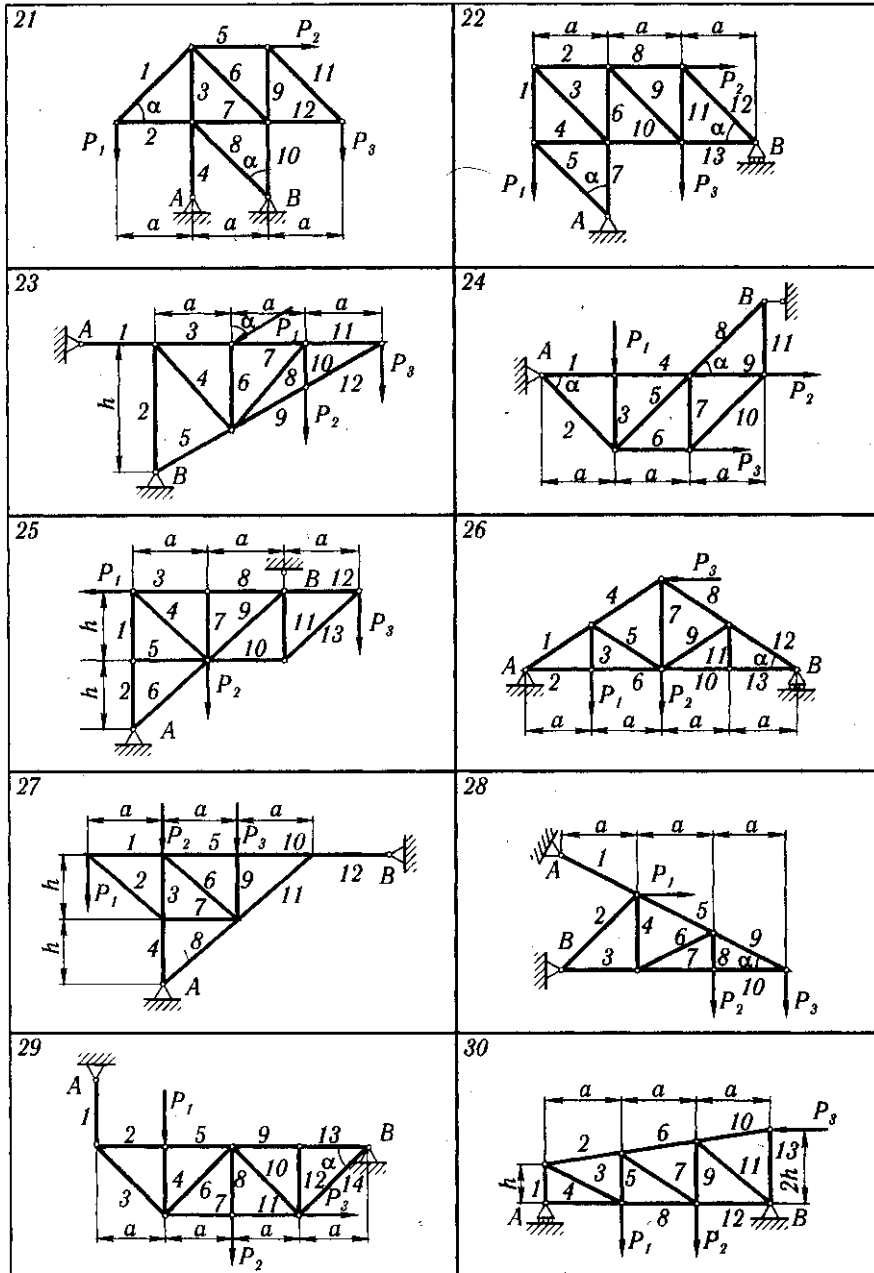 21
5 P₂
1 6 11
α 3 7 9 12
2 8
P₁ 4 α 10 P₃
A B
a a a
22
a a a
2 8
P₂
1 3 6 9 11 12
4 10 α B
5 7 13
P₁ α P₃
A
23
a a a
A 1 3 α P₁ 11
7 P₃
h 2 4 6 8 10 12
9
5 P₂
B
24
B
8
P₁
A 1 4 α 9 11
α 5 P₂
2 3 7 10
6
P₃
a a a
25
a a a
P₁ 3 8 B 12
h 1 4 7 9 11 13
5 10 P₃
h 2 6 P₂
A
26
P₃
4 8
7
1 5 9 12
A 3 11 α B
2 6 10 13
P₁ P₂
a a a a
27
a a a
1 P₂ 5 P₃ 10
12 B
h 2 3 6 9 11
P₁ 7
h 4 8
A
28
a a a
A 1 P₁
2 4 5
B 6 9
3 7 8 α
10
P₂ P₃
29
A
1 P₁
2 5 9 13 B
α
3 4 6 8 10 12 14
7 11 P₃
a a a a
P₂
30
a a a
10 P₃
6
2 13
h 1 3 5 7 9 11 2h
4
A 8 12 B
P₁ P₂